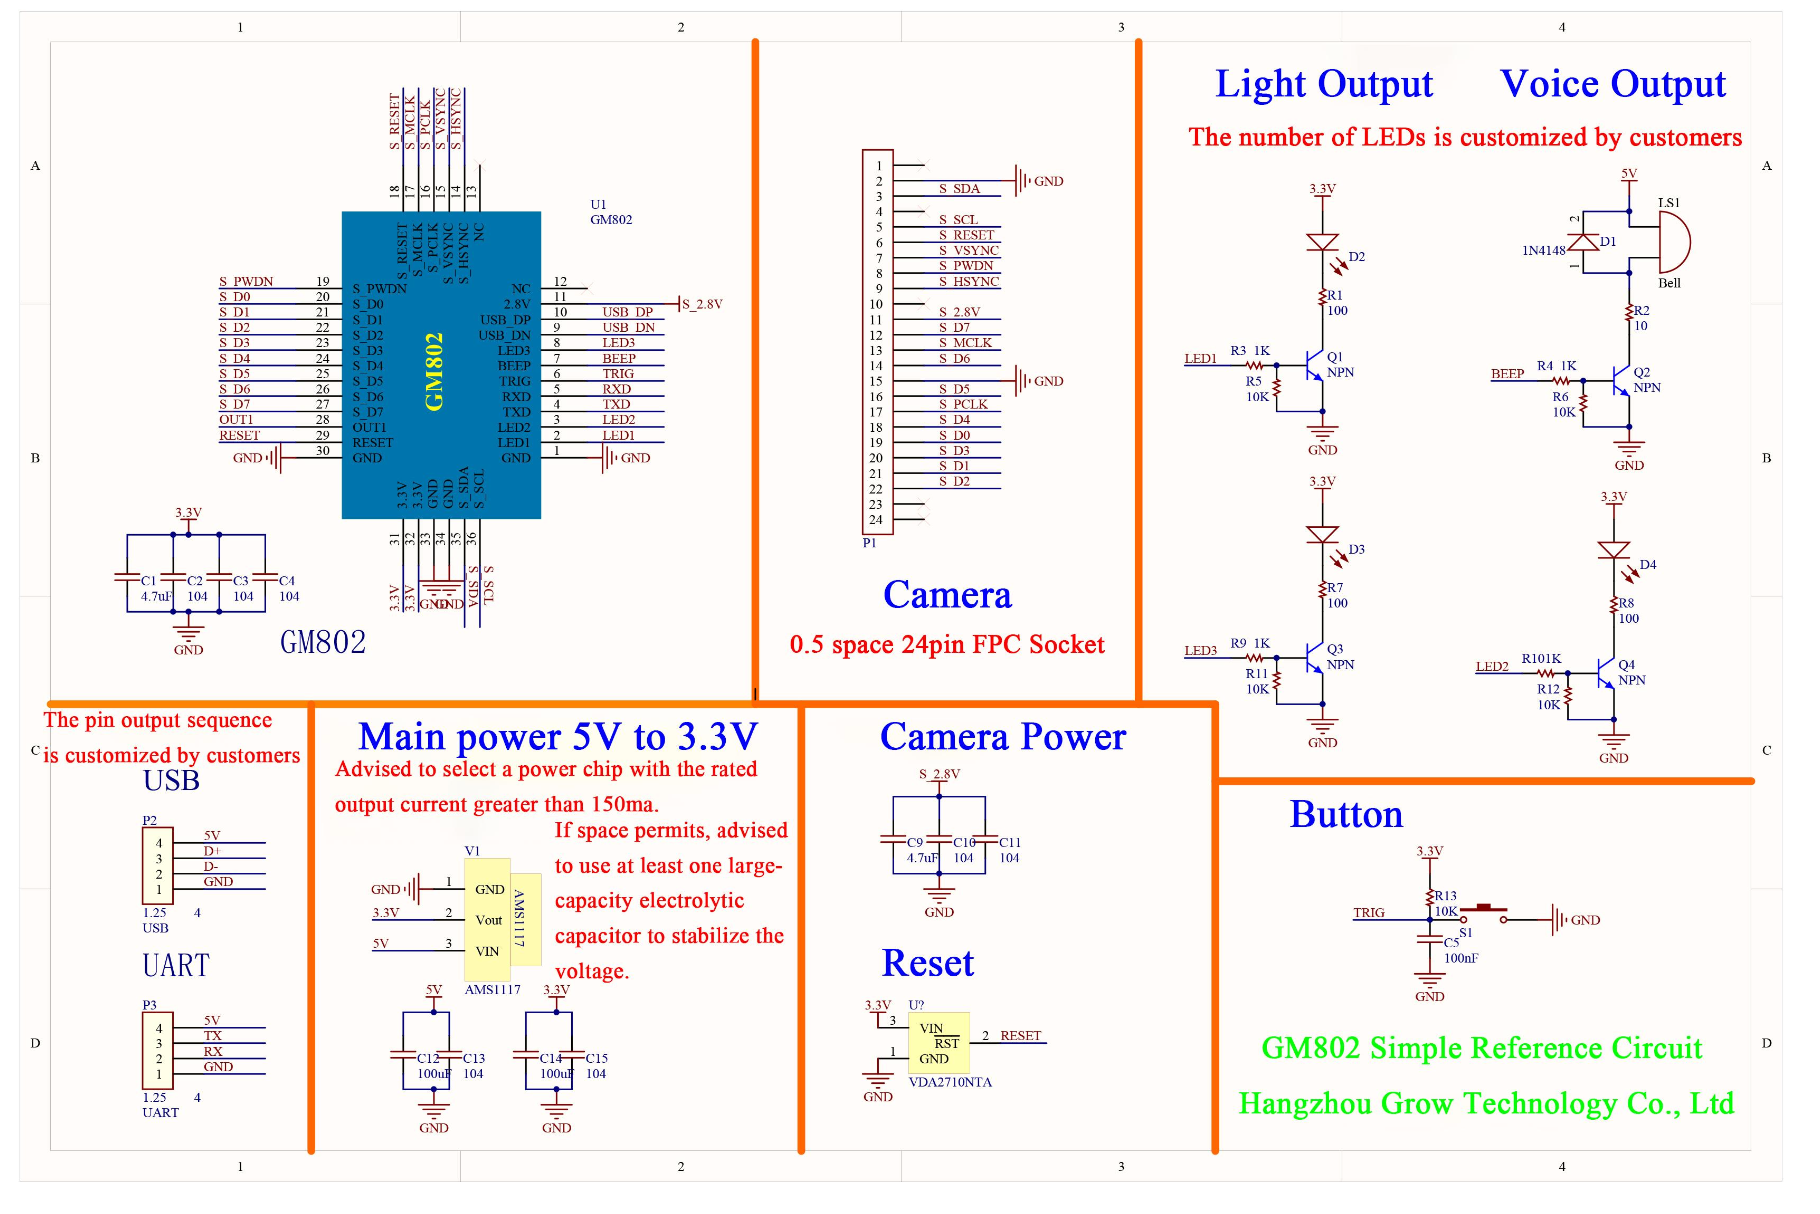 1
2
3
4
A
B
C
D
A
B
C
D
1
2
3
4
S_RESET
S_MCLK
S_PCLK
S_VSYNC
S_HSYNC
18
17
16
15
14
13
U1
GM802
S_RESET
S_MCLK
S_PCLK
S_VSYNC
S_HSYNC
NC
S_PWDN 19 S_PWDN
S_D0 20 S_D0
S_D1 21 S_D1
S_D2 22 S_D2
S_D3 23 S_D3
S_D4 24 S_D4
S_D5 25 S_D5
S_D6 26 S_D6
S_D7 27 S_D7
OUT1 28 OUT1
RESET 29 RESET
GND 30 GND
GM802
NC 12
2.8V 11 S_2.8V
USB_DP 10 USB_DP
USB_DN 9 USB_DN
LED3 8 LED3
BEEP 7 BEEP
TRIG 6 TRIG
RXD 5 RXD
TXD 4 TXD
LED2 3 LED2
LED1 2 LED1
GND 1 GND
3.3V
3.3V
GND
GND
S_SDA
S_SCL
31
32
33
34
35
36
3.3V
3.3V
GND
GND
S_SDA
S_SCL
3.3V
C1
4.7uF
C2
104
C3
104
C4
104
GND
GM802
1
2 GND
3 S_SDA
4
5 S_SCL
6 S_RESET
7 S_VSYNC
8 S_PWDN
9 S_HSYNC
10
11 S_2.8V
12 S_D7
13 S_MCLK
14 S_D6
15 GND
16 S_D5
17 S_PCLK
18 S_D4
19 S_D0
20 S_D3
21 S_D1
22 S_D2
23
24
P1
Camera
0.5 space 24pin FPC Socket
Light Output
Voice Output
The number of LEDs is customized by customers
3.3V
D2
R1
100
LED1
R3 1K
R5
10K
Q1
NPN
GND
5V
LS1
2
D1
1N4148
1
Bell
R2
10
BEEP
R4 1K
R6
10K
Q2
NPN
GND
3.3V
D3
R7
100
LED3
R9 1K
R11
10K
Q3
NPN
GND
3.3V
D4
R8
100
LED2
R101K
R12
10K
Q4
NPN
GND
The pin output sequence
is customized by customers
USB
P2
4 5V
3 D+
2 D-
1 GND
1.25 4
USB
UART
P3
4 5V
3 TX
2 RX
1 GND
1.25 4
UART
Main power 5V to 3.3V
Advised to select a power chip with the rated
output current greater than 150ma.
If space permits, advised
to use at least one large-
capacity electrolytic
capacitor to stabilize the
voltage.
V1
GND 1 GND
3.3V 2 Vout
5V 3 VIN
AMS1117
AMS1117
5V
C12
100uF
C13
104
GND
3.3V
C14
100uF
C15
104
GND
Camera Power
S_2.8V
C9
4.7uF
C10
104
C11
104
GND
Reset
3.3V
U?
3 VIN
RST 2 RESET
1 GND
VDA2710NTA
GND
Button
3.3V
R13
10K
TRIG
S1
GND
C5
100nF
GND
GM802 Simple Reference Circuit
Hangzhou Grow Technology Co., Ltd